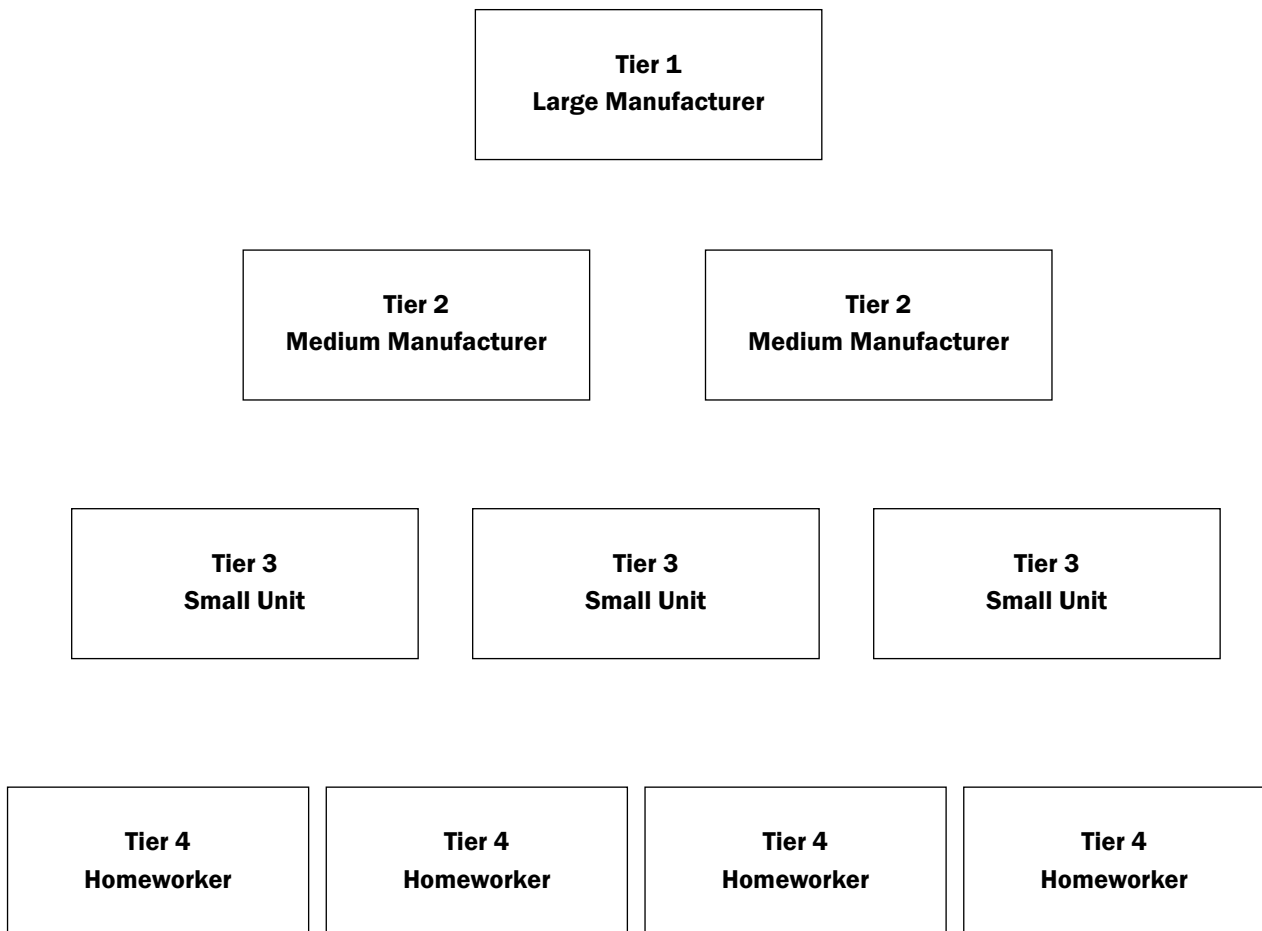 Tier 1
Large Manufacturer
Tier 2
Medium Manufacturer
Tier 2
Medium Manufacturer
Tier 3
Small Unit
Tier 3
Small Unit
Tier 3
Small Unit
Tier 4
Homeworker
Tier 4
Homeworker
Tier 4
Homeworker
Tier 4
Homeworker